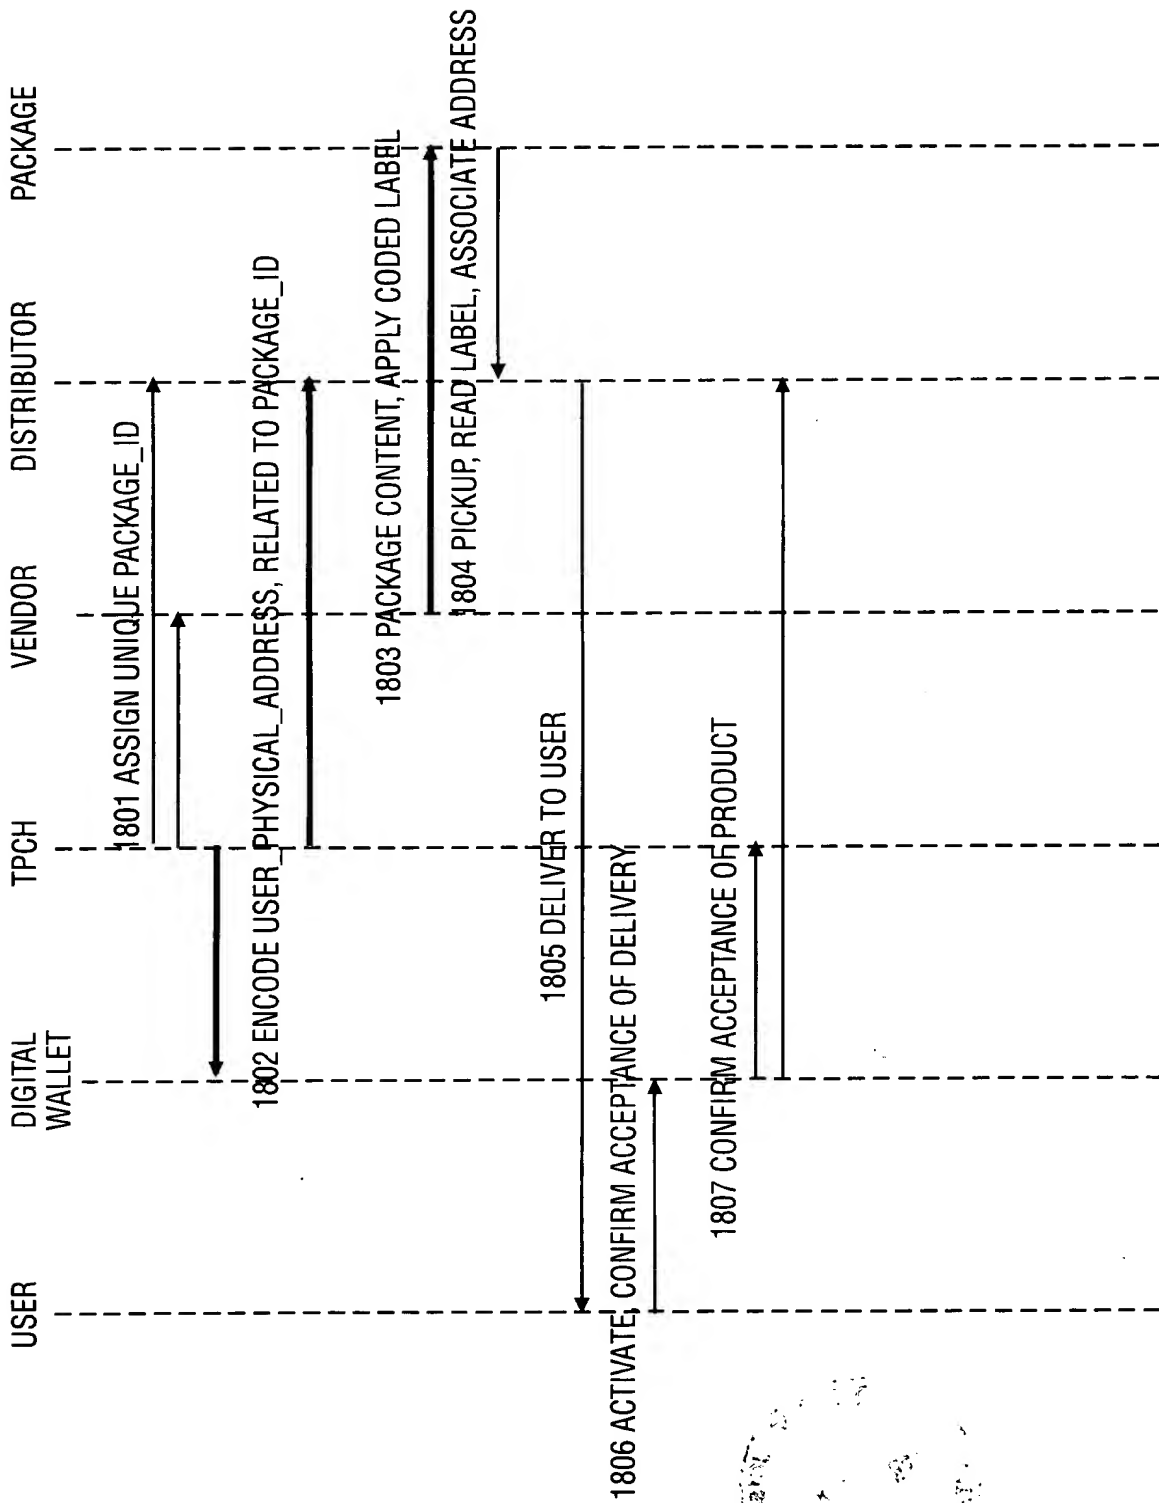 USER
DIGITAL
WALLET
TPCH
VENDOR
DISTRIBUTOR
PACKAGE
1801 ASSIGN UNIQUE PACKAGE_ID
1802 ENCODE USER_PHYSICAL_ADDRESS, RELATED TO PACKAGE_ID
1803 PACKAGE CONTENT, APPLY CODED LABEL
1804 PICKUP, READ LABEL, ASSOCIATE ADDRESS
1805 DELIVER TO USER
1806 ACTIVATE, CONFIRM ACCEPTANCE OF DELIVERY
1807 CONFIRM ACCEPTANCE OF PRODUCT